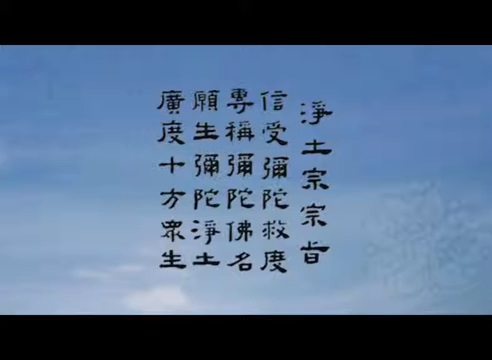 淨土宗宗旨
信受彌陀救度
專稱彌陀佛名
願生彌陀淨土
廣度十方眾生